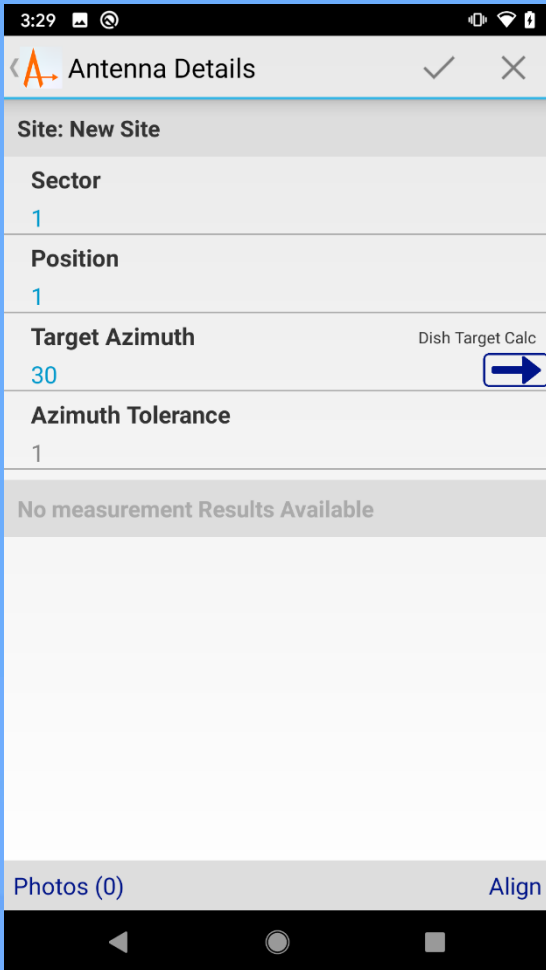 3:29
Antenna Details
Site: New Site
Sector
1
Position
1
Target Azimuth
Dish Target Calc
30
Azimuth Tolerance
1
No measurement Results Available
Photos (0)
Align